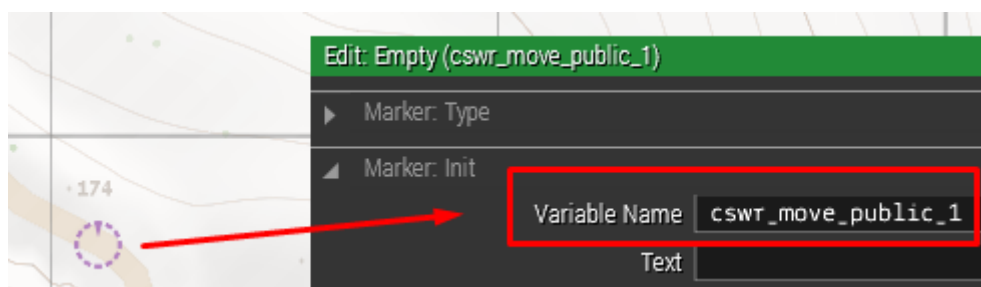 Edit: Empty (cswr_move_public_1)
Marker: Type
Marker: Init
174
Variable Name cswr_move_public_1
Text